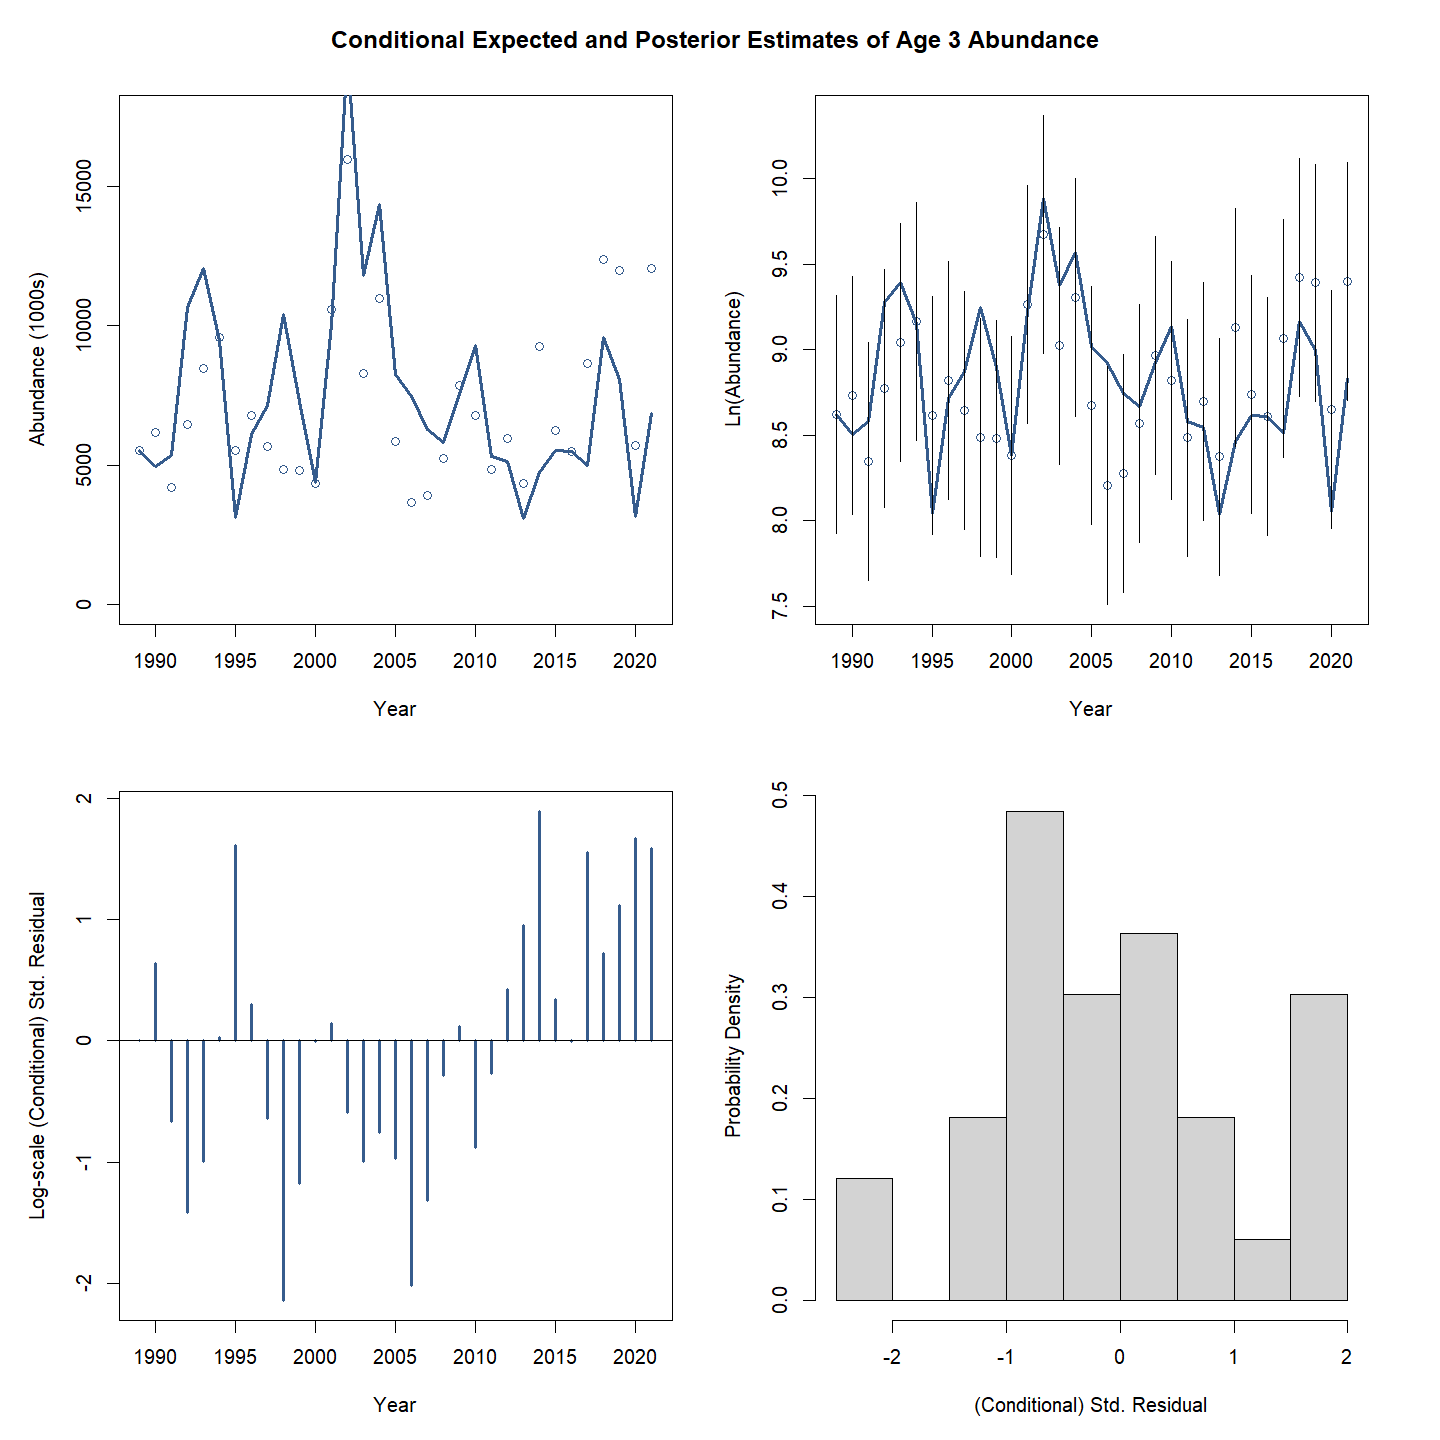 Conditional Expected and Posterior Estimates of Age 3 Abundance
Abundance (1000s)
15000
10000
5000
0
1990 1995 2000 2005 2010 2015 2020
Year
Ln(Abundance)
10.0
9.5
9.0
8.5
8.0
7.5
1990 1995 2000 2005 2010 2015 2020
Year
Log-scale (Conditional) Std. Residual
2
1
0
-1
-2
1990 1995 2000 2005 2010 2015 2020
Year
Probability Density
0.5
0.4
0.3
0.2
0.1
0.0
-2 -1 0 1 2
(Conditional) Std. Residual